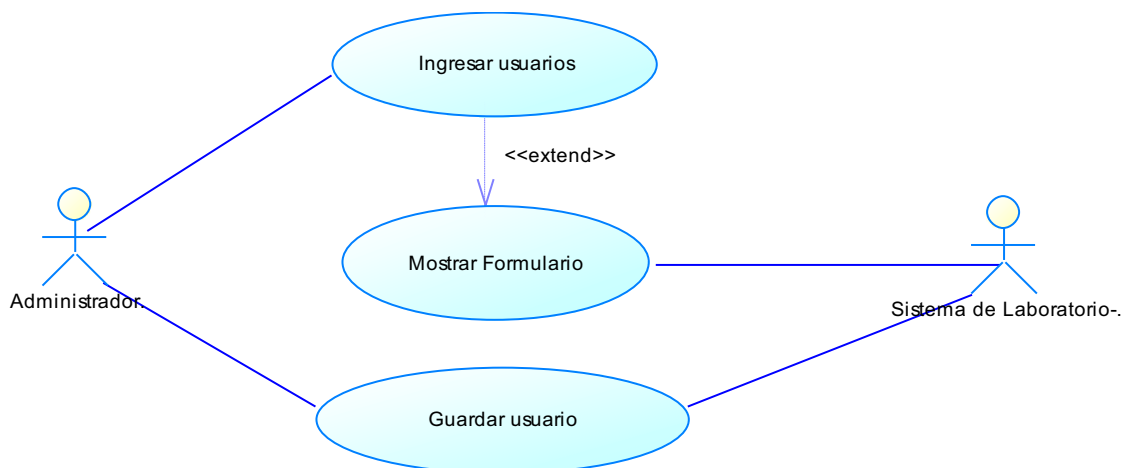 Ingresar usuarios
<<extend>>
Mostrar Formulario
Administrador.
Sistema de Laboratorio-.
Guardar usuario